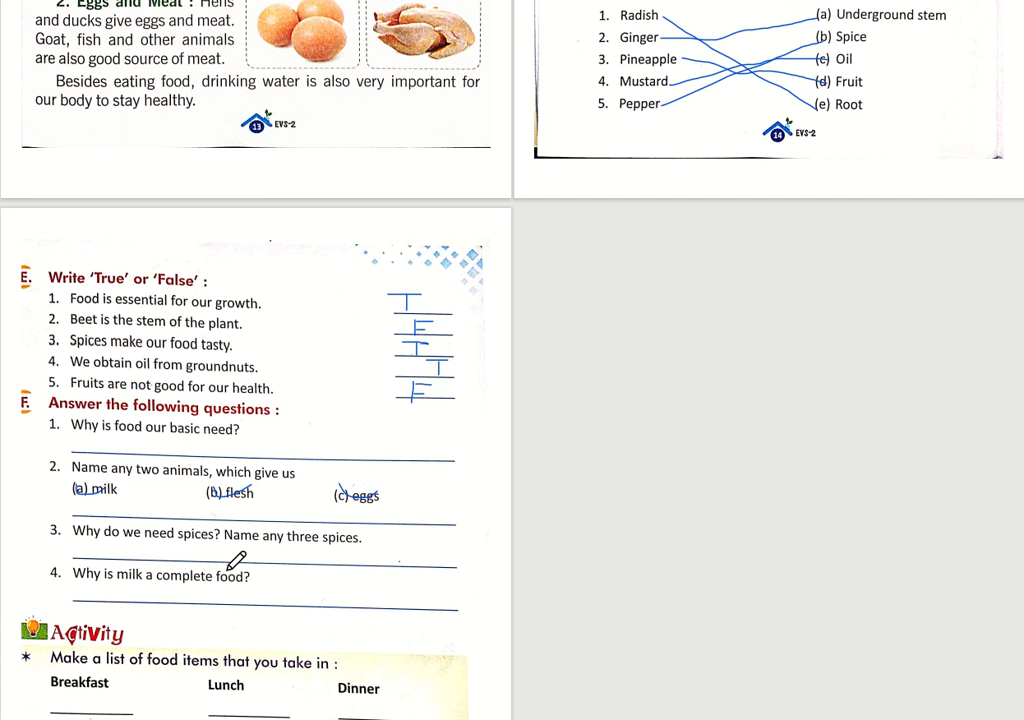 2. Eggs and Meat : Hens
and ducks give eggs and meat.
Goat, fish and other animals
are also good source of meat.
Besides eating food, drinking water is also very important for
our body to stay healthy.
13 EVS-2
1. Radish (a) Underground stem
2. Ginger (b) Spice
3. Pineapple (c) Oil
4. Mustard (d) Fruit
5. Pepper (e) Root
14 EVS-2
E. Write 'True' or 'False' :
1. Food is essential for our growth. T
2. Beet is the stem of the plant. F
3. Spices make our food tasty. T
4. We obtain oil from groundnuts. T
5. Fruits are not good for our health. F
F. Answer the following questions :
1. Why is food our basic need?
2. Name any two animals, which give us
(a) milk (b) flesh (c) eggs
3. Why do we need spices? Name any three spices.
4. Why is milk a complete food?
Activity
* Make a list of food items that you take in :
Breakfast Lunch Dinner